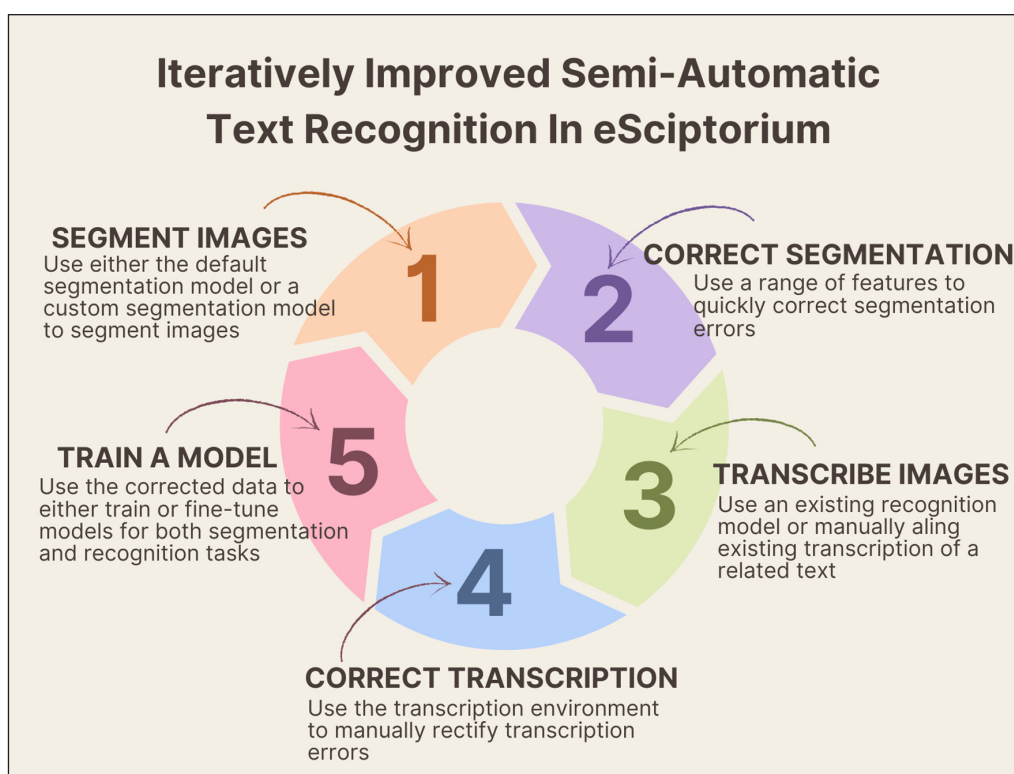 Iteratively Improved Semi-Automatic
Text Recognition In eSciptorium
SEGMENT IMAGES
Use either the default
segmentation model or a
custom segmentation model
to segment images
1
2
CORRECT SEGMENTATION
Use a range of features to
quickly correct segmentation
errors
3
TRANSCRIBE IMAGES
Use an existing recognition
model or manually aling
existing transcription of a
related text
4
CORRECT TRANSCRIPTION
Use the transcription environment
to manually rectify transcription
errors
5
TRAIN A MODEL
Use the corrected data to
either train or fine-tune
models for both segmentation
and recognition tasks